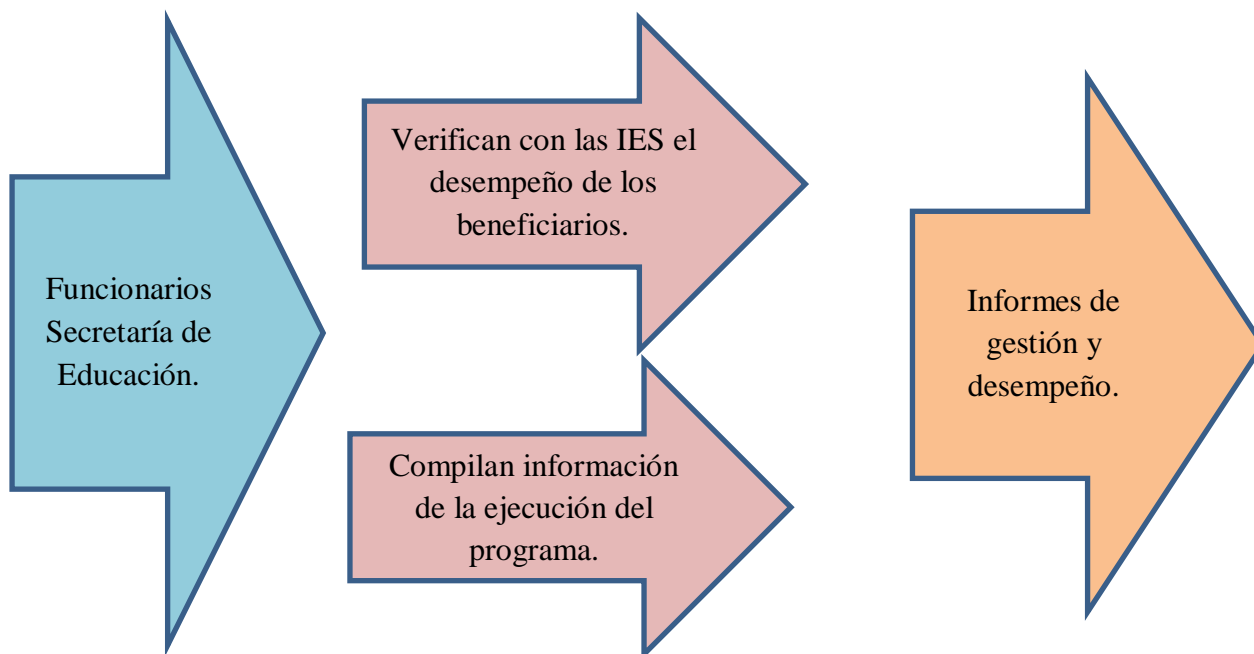 Funcionarios
Secretaría de
Educación.
Verifican con las IES el
desempeño de los
beneficiarios.
Compilan información
de la ejecución del
programa.
Informes de
gestión y
desempeño.